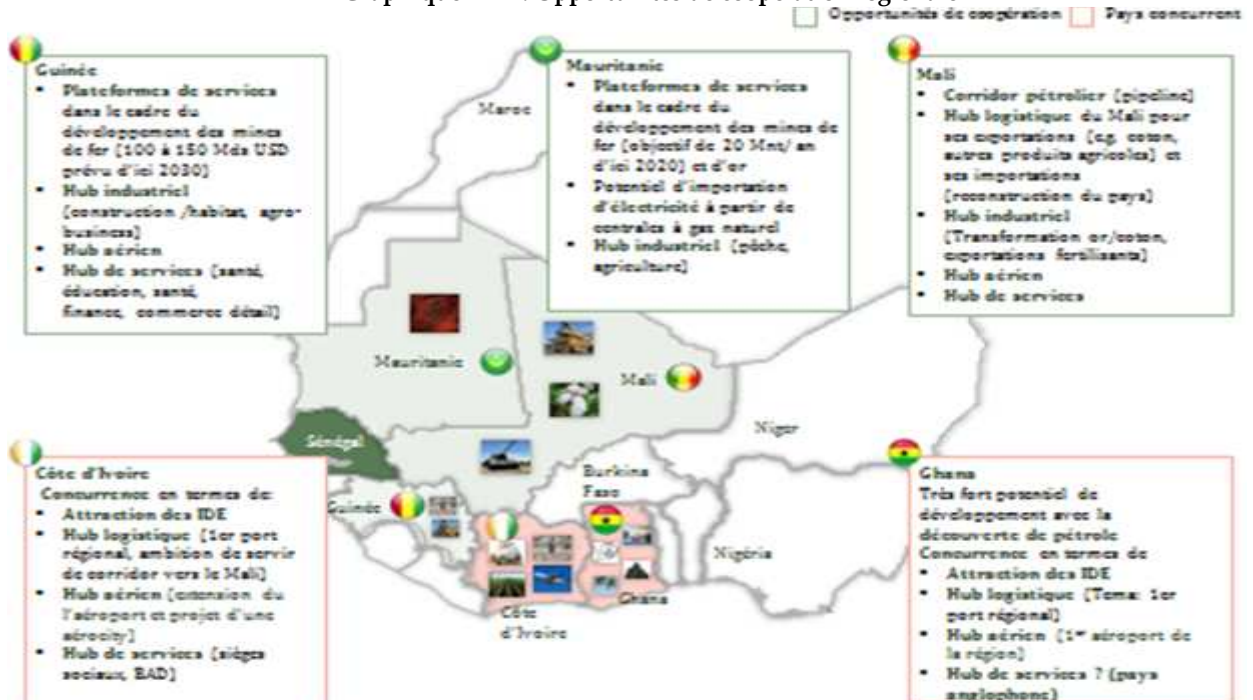 Opportunités de coopération
Pays concurrent
Guinée
• Plateformes de services
dans le cadre du
développement des mines
de fer (100 à 150 Mds USD
prévu d'ici 2030)
• Hub industriel
(construction /habitat, agro-
business)
• Hub aérien
• Hub de services (santé,
éducation, santé,
finance, commerce détail)
Mauritanie
• Plateformes de services
dans le cadre du
développement des mines de
fer (objectif de 20 Mnt/ an
d'ici 2020) et d'or
• Potentiel d'importation
d'électricité à partir de
centrales à gas naturel
• Hub industriel (pêche,
agriculture)
Mali
• Corridor pétrolier (pipeline)
• Hub logistique du Mali pour
ses exportations (e.g. coton,
autres produits agricoles) et
ses importations
(reconstruction du pays)
• Hub industriel
(Transformation or/coton,
exportations fertilisants)
• Hub aérien
• Hub de services
Maroc
Mauritanie
Mali
Niger
Sénégal
Burkina
Faso
Guinée
Nigéria
Ghana
Côte
d'Ivoire
Côte d'Ivoire
Concurrence en termes de:
• Attraction des IDE
• Hub logistique (1er port
régional, ambition de servir
de corridor vers le Mali)
• Hub aérien (extension du
l'aéroport et projet d'une
aérocity)
• Hub de services (sièges
sociaux, BAD)
Ghana
Très fort potentiel de
développement avec la
découverte de pétrole
Concurrence en termes de
• Attraction des IDE
• Hub logistique (Tema: 1er
port régional)
• Hub aérien (1er aéroport de
la région)
• Hub de services ? (pays
anglophone)